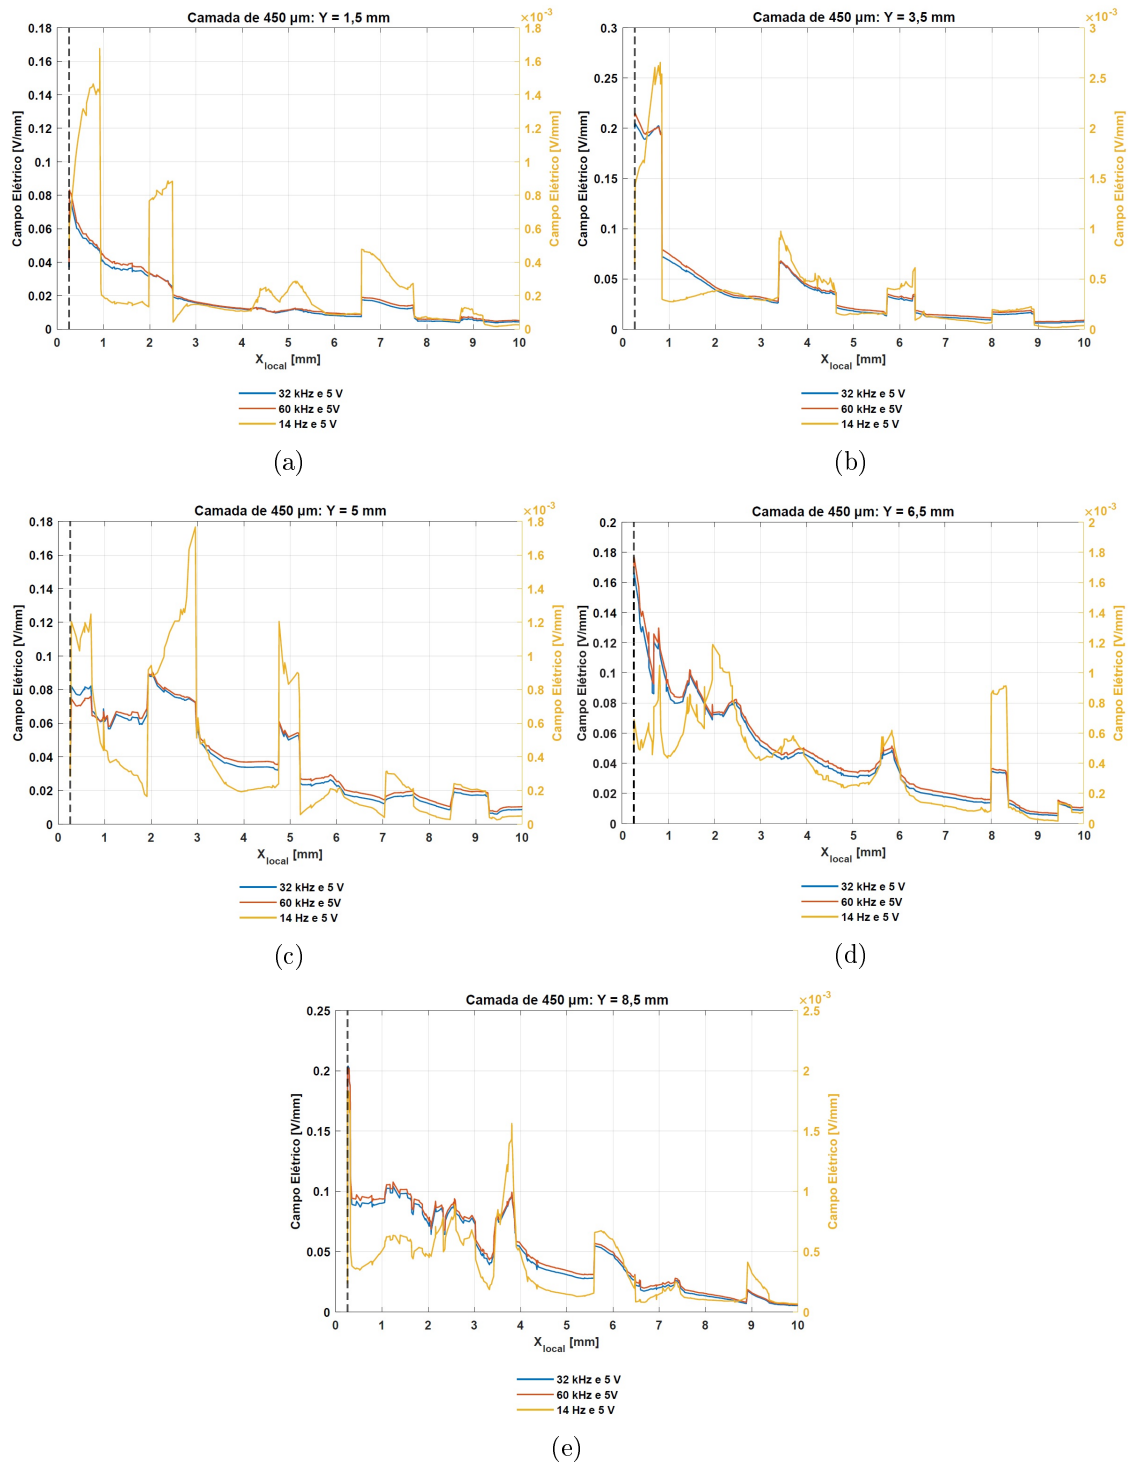 Camada de 450 µm: Y = 1,5 mm
×10⁻³
Campo Elétrico [V/mm]
0.18
0.16
0.14
0.12
0.1
0.08
0.06
0.04
0.02
0
1.8
1.6
1.4
1.2
1
0.8
0.6
0.4
0.2
0
Campo Elétrico [V/mm]
0 1 2 3 4 5 6 7 8 9 10
X_local [mm]
32 kHz e 5 V
60 kHz e 5V
14 Hz e 5 V
(a)
Camada de 450 µm: Y = 3,5 mm
×10⁻³
Campo Elétrico [V/mm]
0.3
0.25
0.2
0.15
0.1
0.05
0
3
2.5
2
1.5
1
0.5
0
Campo Elétrico [V/mm]
0 1 2 3 4 5 6 7 8 9 10
X_local [mm]
32 kHz e 5 V
60 kHz e 5V
14 Hz e 5 V
(b)
Camada de 450 µm: Y = 5 mm
×10⁻³
Campo Elétrico [V/mm]
0.18
0.16
0.14
0.12
0.1
0.08
0.06
0.04
0.02
0
1.8
1.6
1.4
1.2
1
0.8
0.6
0.4
0.2
0
Campo Elétrico [V/mm]
0 1 2 3 4 5 6 7 8 9 10
X_local [mm]
32 kHz e 5 V
60 kHz e 5V
14 Hz e 5 V
(c)
Camada de 450 µm: Y = 6,5 mm
×10⁻³
Campo Elétrico [V/mm]
0.2
0.18
0.16
0.14
0.12
0.1
0.08
0.06
0.04
0.02
0
2
1.8
1.6
1.4
1.2
1
0.8
0.6
0.4
0.2
0
Campo Elétrico [V/mm]
0 1 2 3 4 5 6 7 8 9 10
X_local [mm]
32 kHz e 5 V
60 kHz e 5V
14 Hz e 5 V
(d)
Camada de 450 µm: Y = 8,5 mm
×10⁻³
Campo Elétrico [V/mm]
0.25
0.2
0.15
0.1
0.05
0
2.5
2
1.5
1
0.5
0
Campo Elétrico [V/mm]
0 1 2 3 4 5 6 7 8 9 10
X_local [mm]
32 kHz e 5 V
60 kHz e 5V
14 Hz e 5 V
(e)